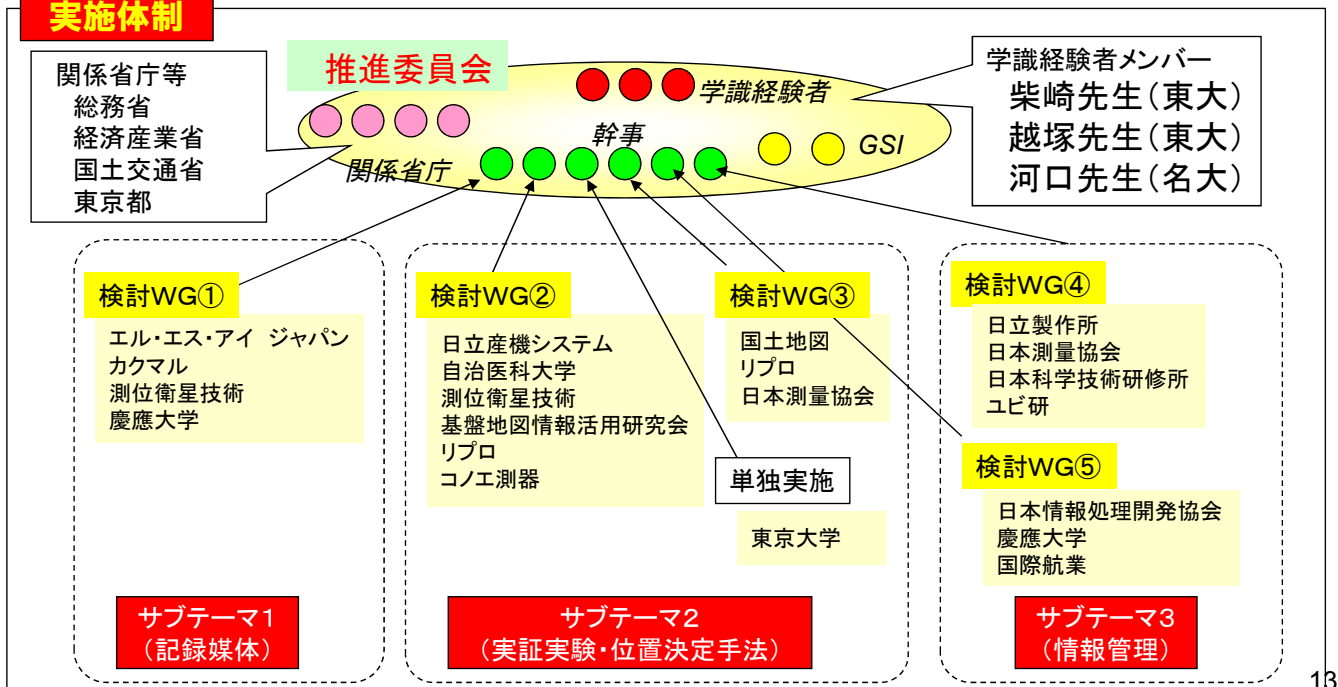 実施体制
関係省庁等
総務省
経済産業省
国土交通省
東京都
推進委員会
学識経験者
幹事
関係省庁
GSI
学識経験者メンバー
柴崎先生(東大)
越塚先生(東大)
河口先生(名大)
検討WG①
エル・エス・アイ ジャパン
カクマル
測位衛星技術
慶應大学
サブテーマ1
(記録媒体)
検討WG②
日立産機システム
自治医科大学
測位衛星技術
基盤地図情報活用研究会
リプロ
コノエ測器
検討WG③
国土地図
リプロ
日本測量協会
単独実施
東京大学
サブテーマ2
(実証実験・位置決定手法)
検討WG④
日立製作所
日本測量協会
日本科学技術研修所
ユビ研
検討WG⑤
日本情報処理開発協会
慶應大学
国際航業
サブテーマ3
(情報管理)
13